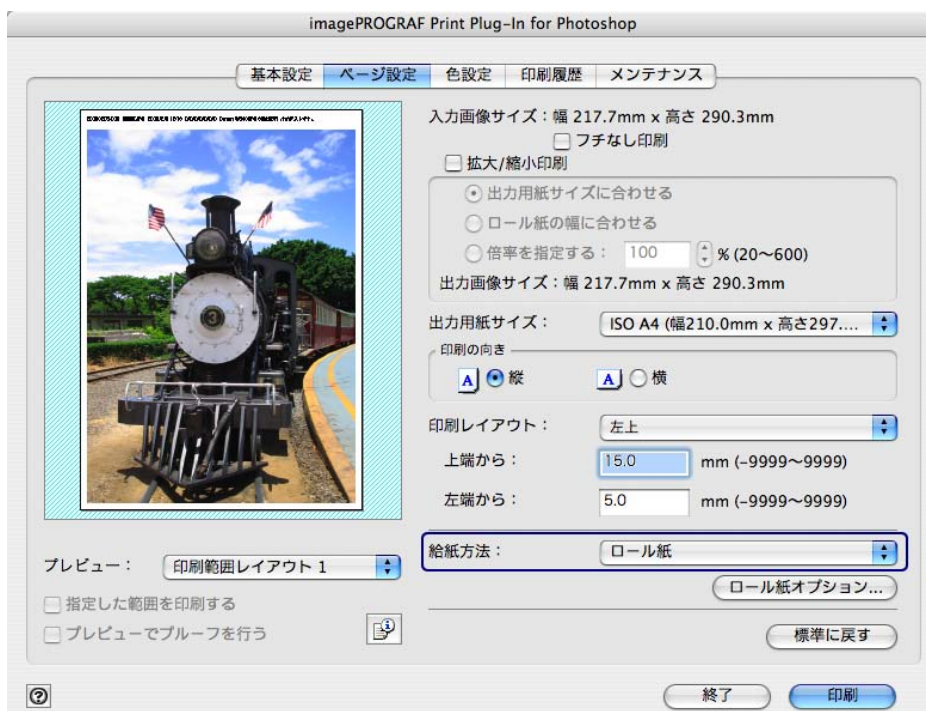 imagePROGRAF Print Plug-In for Photoshop
基本設定 ページ設定 色設定 印刷履歴 メンテナンス
入力画像サイズ：幅 217.7mm x 高さ 290.3mm
フチなし印刷
拡大/縮小印刷
出力用紙サイズに合わせる
ロール紙の幅に合わせる
倍率を指定する： 100 % (20〜600)
出力画像サイズ：幅 217.7mm x 高さ 290.3mm
出力用紙サイズ： ISO A4 (幅210.0mm x 高さ297....
印刷の向き
A 縦 A 横
印刷レイアウト： 左上
上端から： 15.0 mm (-9999〜9999)
左端から： 5.0 mm (-9999〜9999)
給紙方法： ロール紙
ロール紙オプション...
標準に戻す
3
プレビュー： 印刷範囲レイアウト 1
指定した範囲を印刷する
プレビューでプルーフを行う
?
終了 印刷